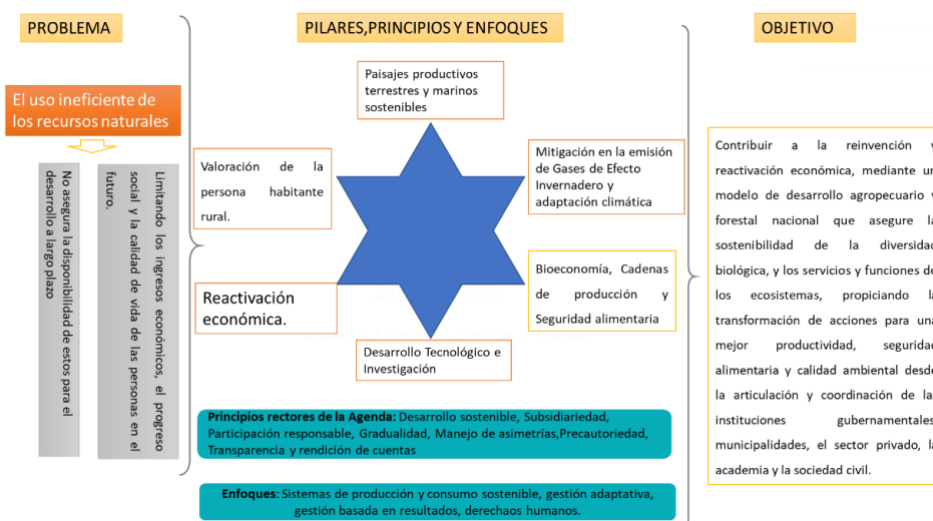 PROBLEMA
PILARES,PRINCIPIOS Y ENFOQUES
OBJETIVO
El uso ineficiente de
los recursos naturales
No asegura la disponibilidad de estos para el
desarrollo a largo plazo
Limitando los ingresos económicos, el progreso
social y la calidad de vida de las personas en el
futuro.
Paisajes productivos
terrestres y marinos
sostenibles
Valoración de la
persona habitante
rural.
Mitigación en la emisión
de Gases de Efecto
Invernadero y
adaptación climática
Reactivación
económica.
Bioeconomía, Cadenas
de producción y
Seguridad alimentaria
Desarrollo Tecnológico e
Investigación
Principios rectores de la Agenda: Desarrollo sostenible, Subsidiariedad,
Participación responsable, Gradualidad, Manejo de asimetrías,Precautoriedad,
Transparencia y rendición de cuentas
Enfoques: Sistemas de producción y consumo sostenible, gestión adaptativa,
gestión basada en resultados, derechaos humanos.
Contribuir a la reinvención
reactivación económica, mediante
modelo de desarrollo agropecuario
forestal nacional que asegure
sostenibilidad de la
biológica, y los servicios y funciones
los ecosistemas, propiciando
transformación de acciones para
mejor productividad,
alimentaria y calidad ambiental
la articulación y coordinación de
instituciones
municipalidades, el sector privado,
academia y la sociedad civil.